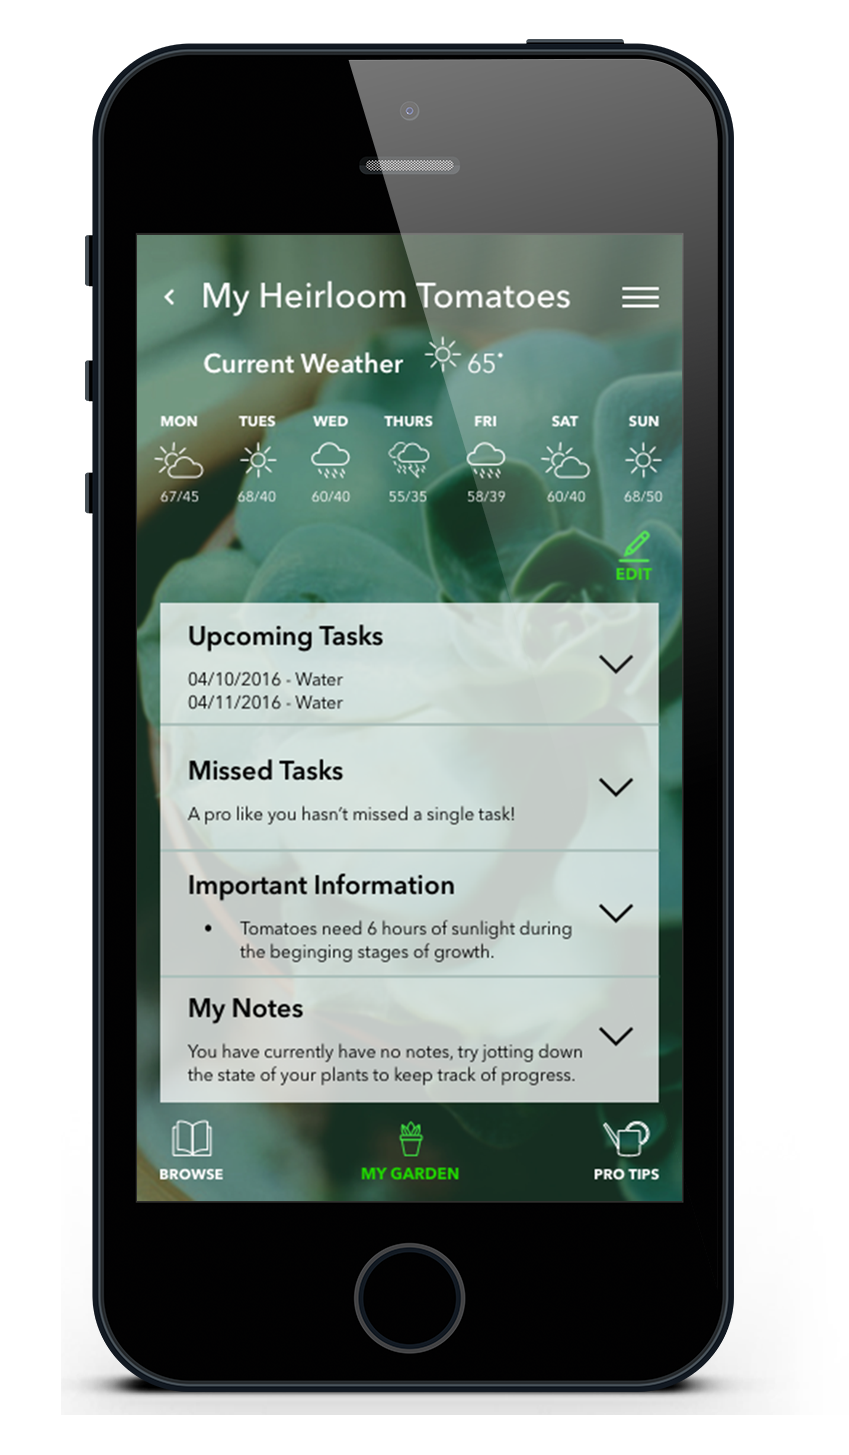 My Heirloom Tomatoes
Current Weather 65°
MON TUES WED THURS FRI SAT SUN
67/45 68/40 60/40 55/35 58/39 60/40 68/50
EDIT
Upcoming Tasks
04/10/2016 - Water
04/11/2016 - Water
Missed Tasks
A pro like you hasn't missed a single task!
Important Information
• Tomatoes need 6 hours of sunlight during
the beginging stages of growth.
My Notes
You have currently have no notes, try jotting down
the state of your plants to keep track of progress.
BROWSE MY GARDEN PRO TIPS